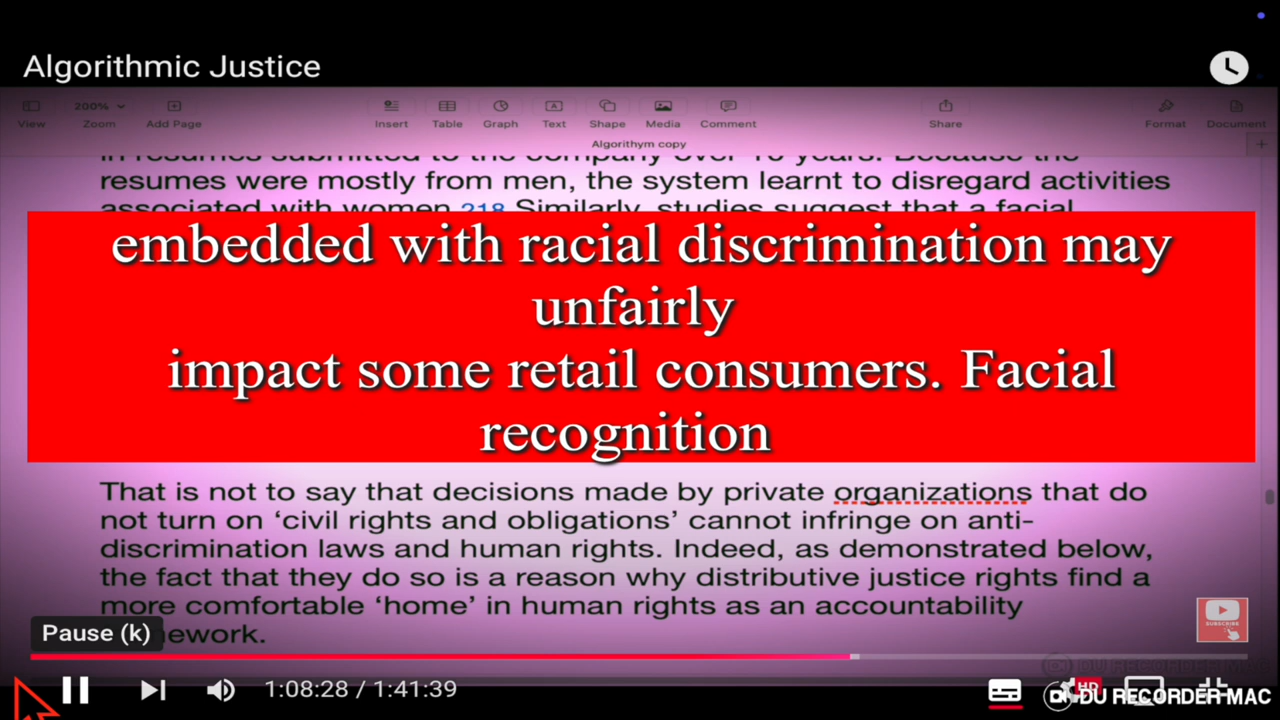 Algorithmic Justice
200%
View Zoom Add Page Insert Table Graph Text Shape Media Comment Share Format Document
Algorithym copy
in resumes submitted to the company over 10 years. Because the
resumes were mostly from men, the system learnt to disregard activities
associated with women.218 Similarly, studies suggest that a facial
embedded with racial discrimination may
unfairly
impact some retail consumers. Facial
recognition
That is not to say that decisions made by private organizations that do
not turn on ‘civil rights and obligations’ cannot infringe on anti-
discrimination laws and human rights. Indeed, as demonstrated below,
the fact that they do so is a reason why distributive justice rights find a
more comfortable ‘home’ in human rights as an accountability
ework.
Pause (k)
SUBSCRIBE
1:08:28 / 1:41:39
HD
DU RECORDER MAC
DU RECORDER MAC